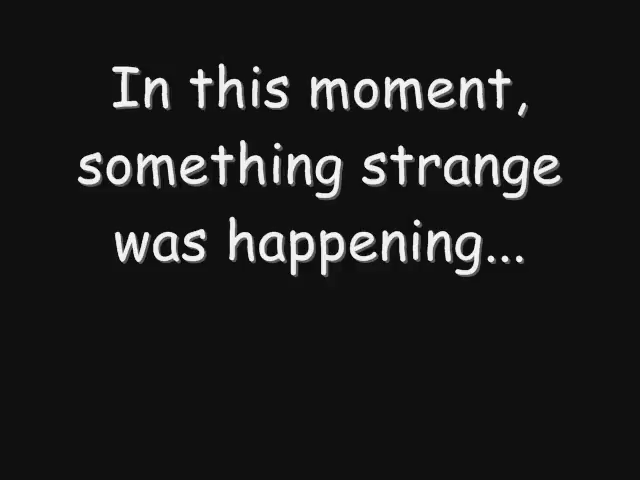 In this moment,
something strange
was happening...